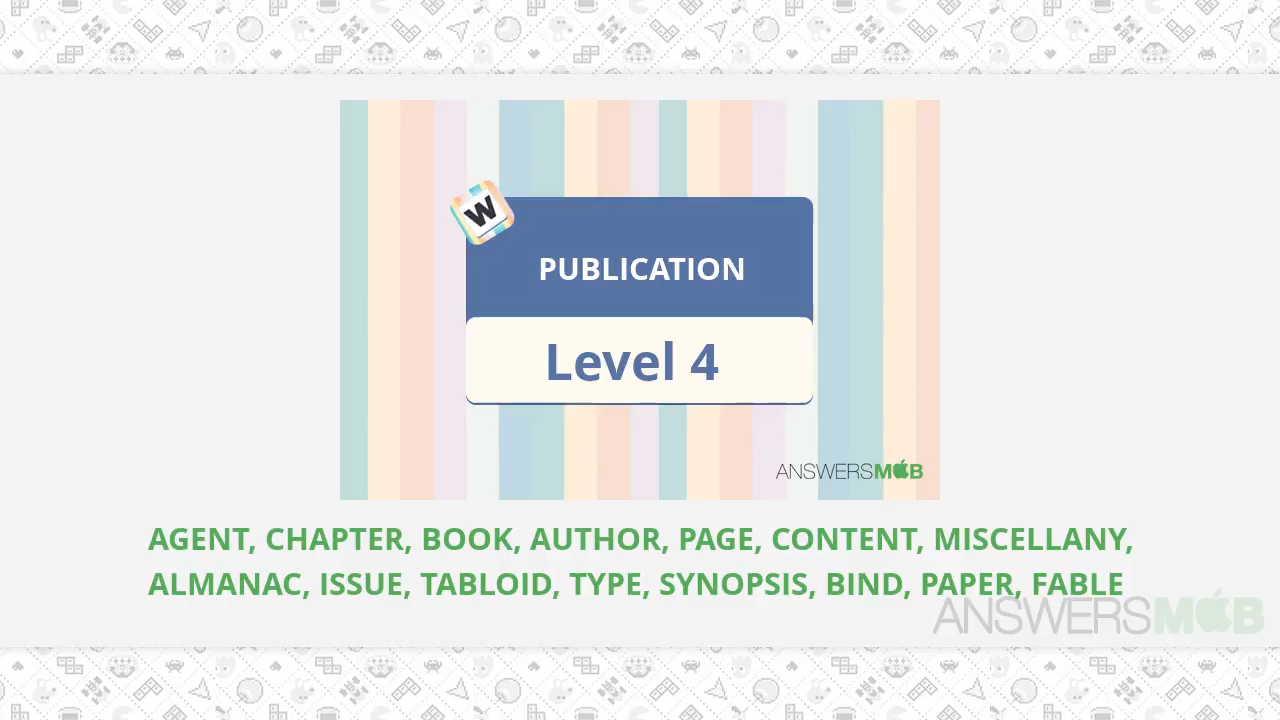 W
PUBLICATION
Level 4
ANSWERSMOB
AGENT, CHAPTER, BOOK, AUTHOR, PAGE, CONTENT, MISCELLANY,
ALMANAC, ISSUE, TABLOID, TYPE, SYNOPSIS, BIND, PAPER, FABLE
ANSWERSMOB